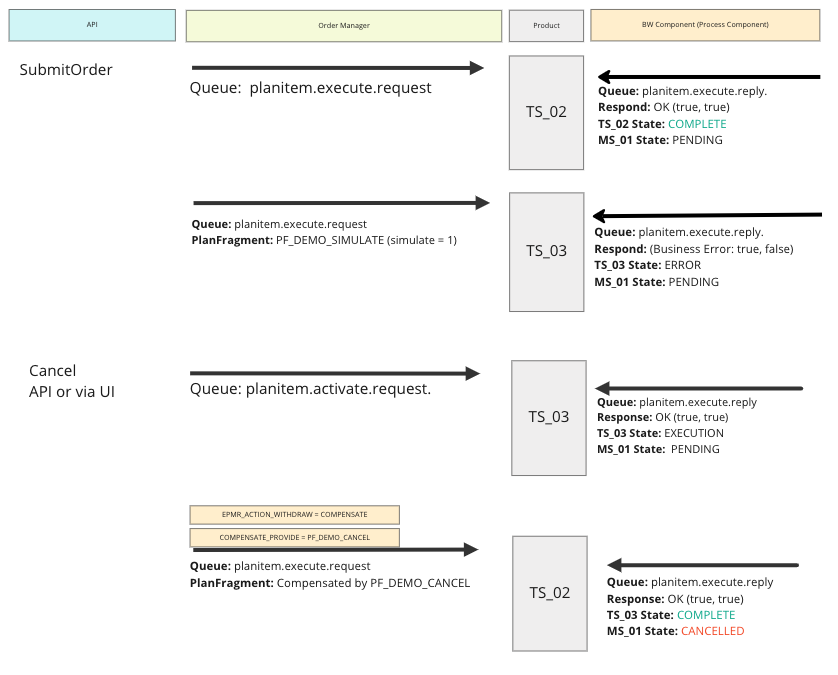 API
Order Manager
Product
BW Component (Process Component)
SubmitOrder
Queue:  planitem.execute.request
TS_02
Queue: planitem.execute.reply.
Respond: OK (true, true)
TS_02 State: COMPLETE
MS_01 State: PENDING
Queue: planitem.execute.request
PlanFragment: PF_DEMO_SIMULATE (simulate = 1)
TS_03
Queue: planitem.execute.reply.
Respond: (Business Error: true, false)
TS_03 State: ERROR
MS_01 State: PENDING
Cancel
API or via UI
Queue: planitem.activate.request.
TS_03
Queue: planitem.execute.reply
Response: OK (true, true)
TS_03 State: EXECUTION
MS_01 State:  PENDING
EPMR_ACTION_WITHDRAW = COMPENSATE
COMPENSATE_PROVIDE = PF_DEMO_CANCEL
Queue: planitem.execute.request
PlanFragment: Compensated by PF_DEMO_CANCEL
TS_02
Queue: planitem.execute.reply
Response: OK (true, true)
TS_03 State: COMPLETE
MS_01 State: CANCELLED